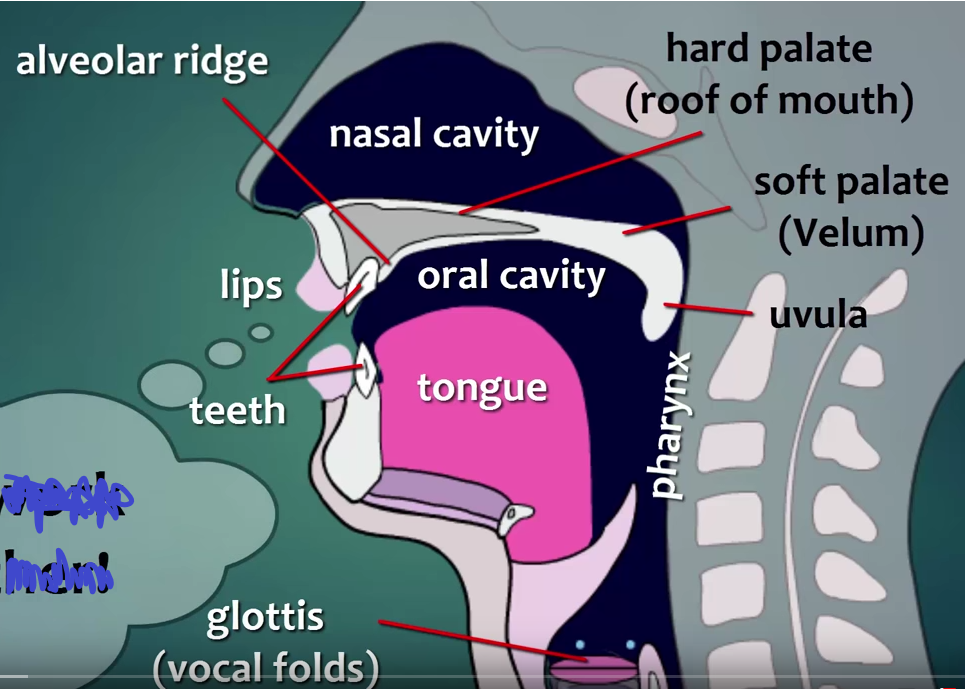 alveolar ridge
hard palate
(roof of mouth)
nasal cavity
soft palate
(Velum)
lips
oral cavity
uvula
teeth
tongue
pharynx
glottis
(vocal folds)